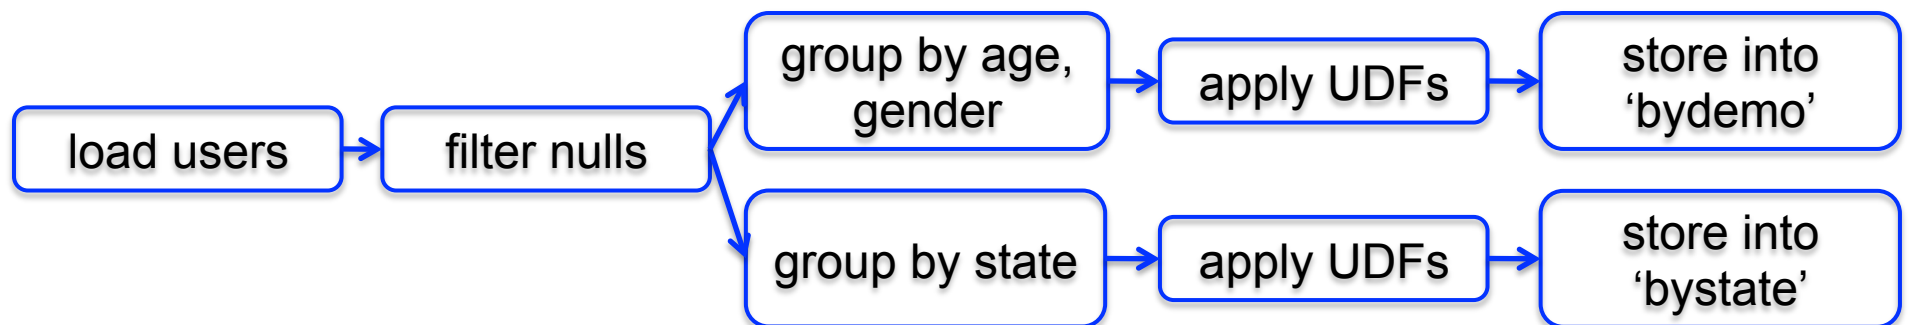 load users
filter nulls
group by age,
gender
apply UDFs
store into
‘bydemo’
group by state
apply UDFs
store into
‘bystate’